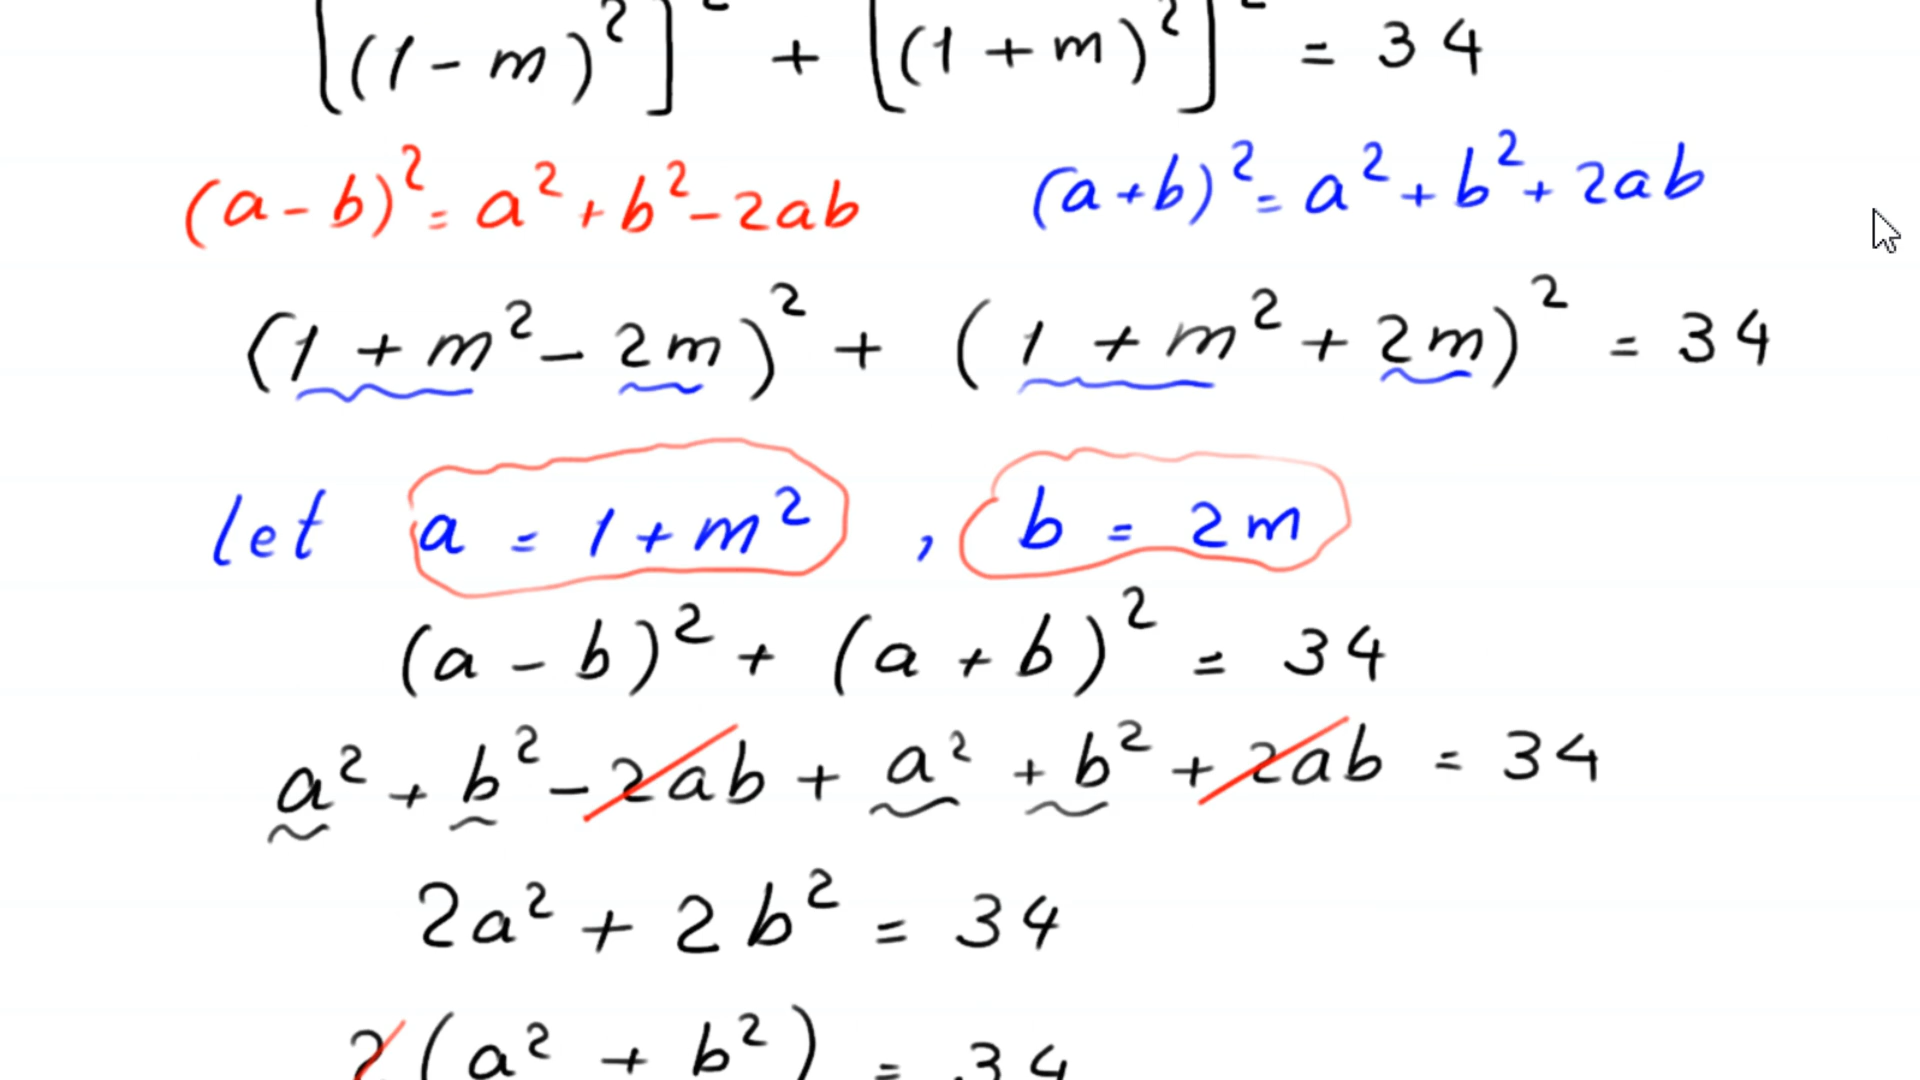 [(1 - m)²]² + [(1 + m)²]² = 34
(a - b)² = a² + b² - 2ab (a + b)² = a² + b² + 2ab
(1 + m² - 2m)² + (1 + m² + 2m)² = 34
let a = 1 + m² , b = 2m
(a - b)² + (a + b)² = 34
a² + b² - 2ab + a² + b² + 2ab = 34
2a² + 2b² = 34
2(a² + b²) = 34